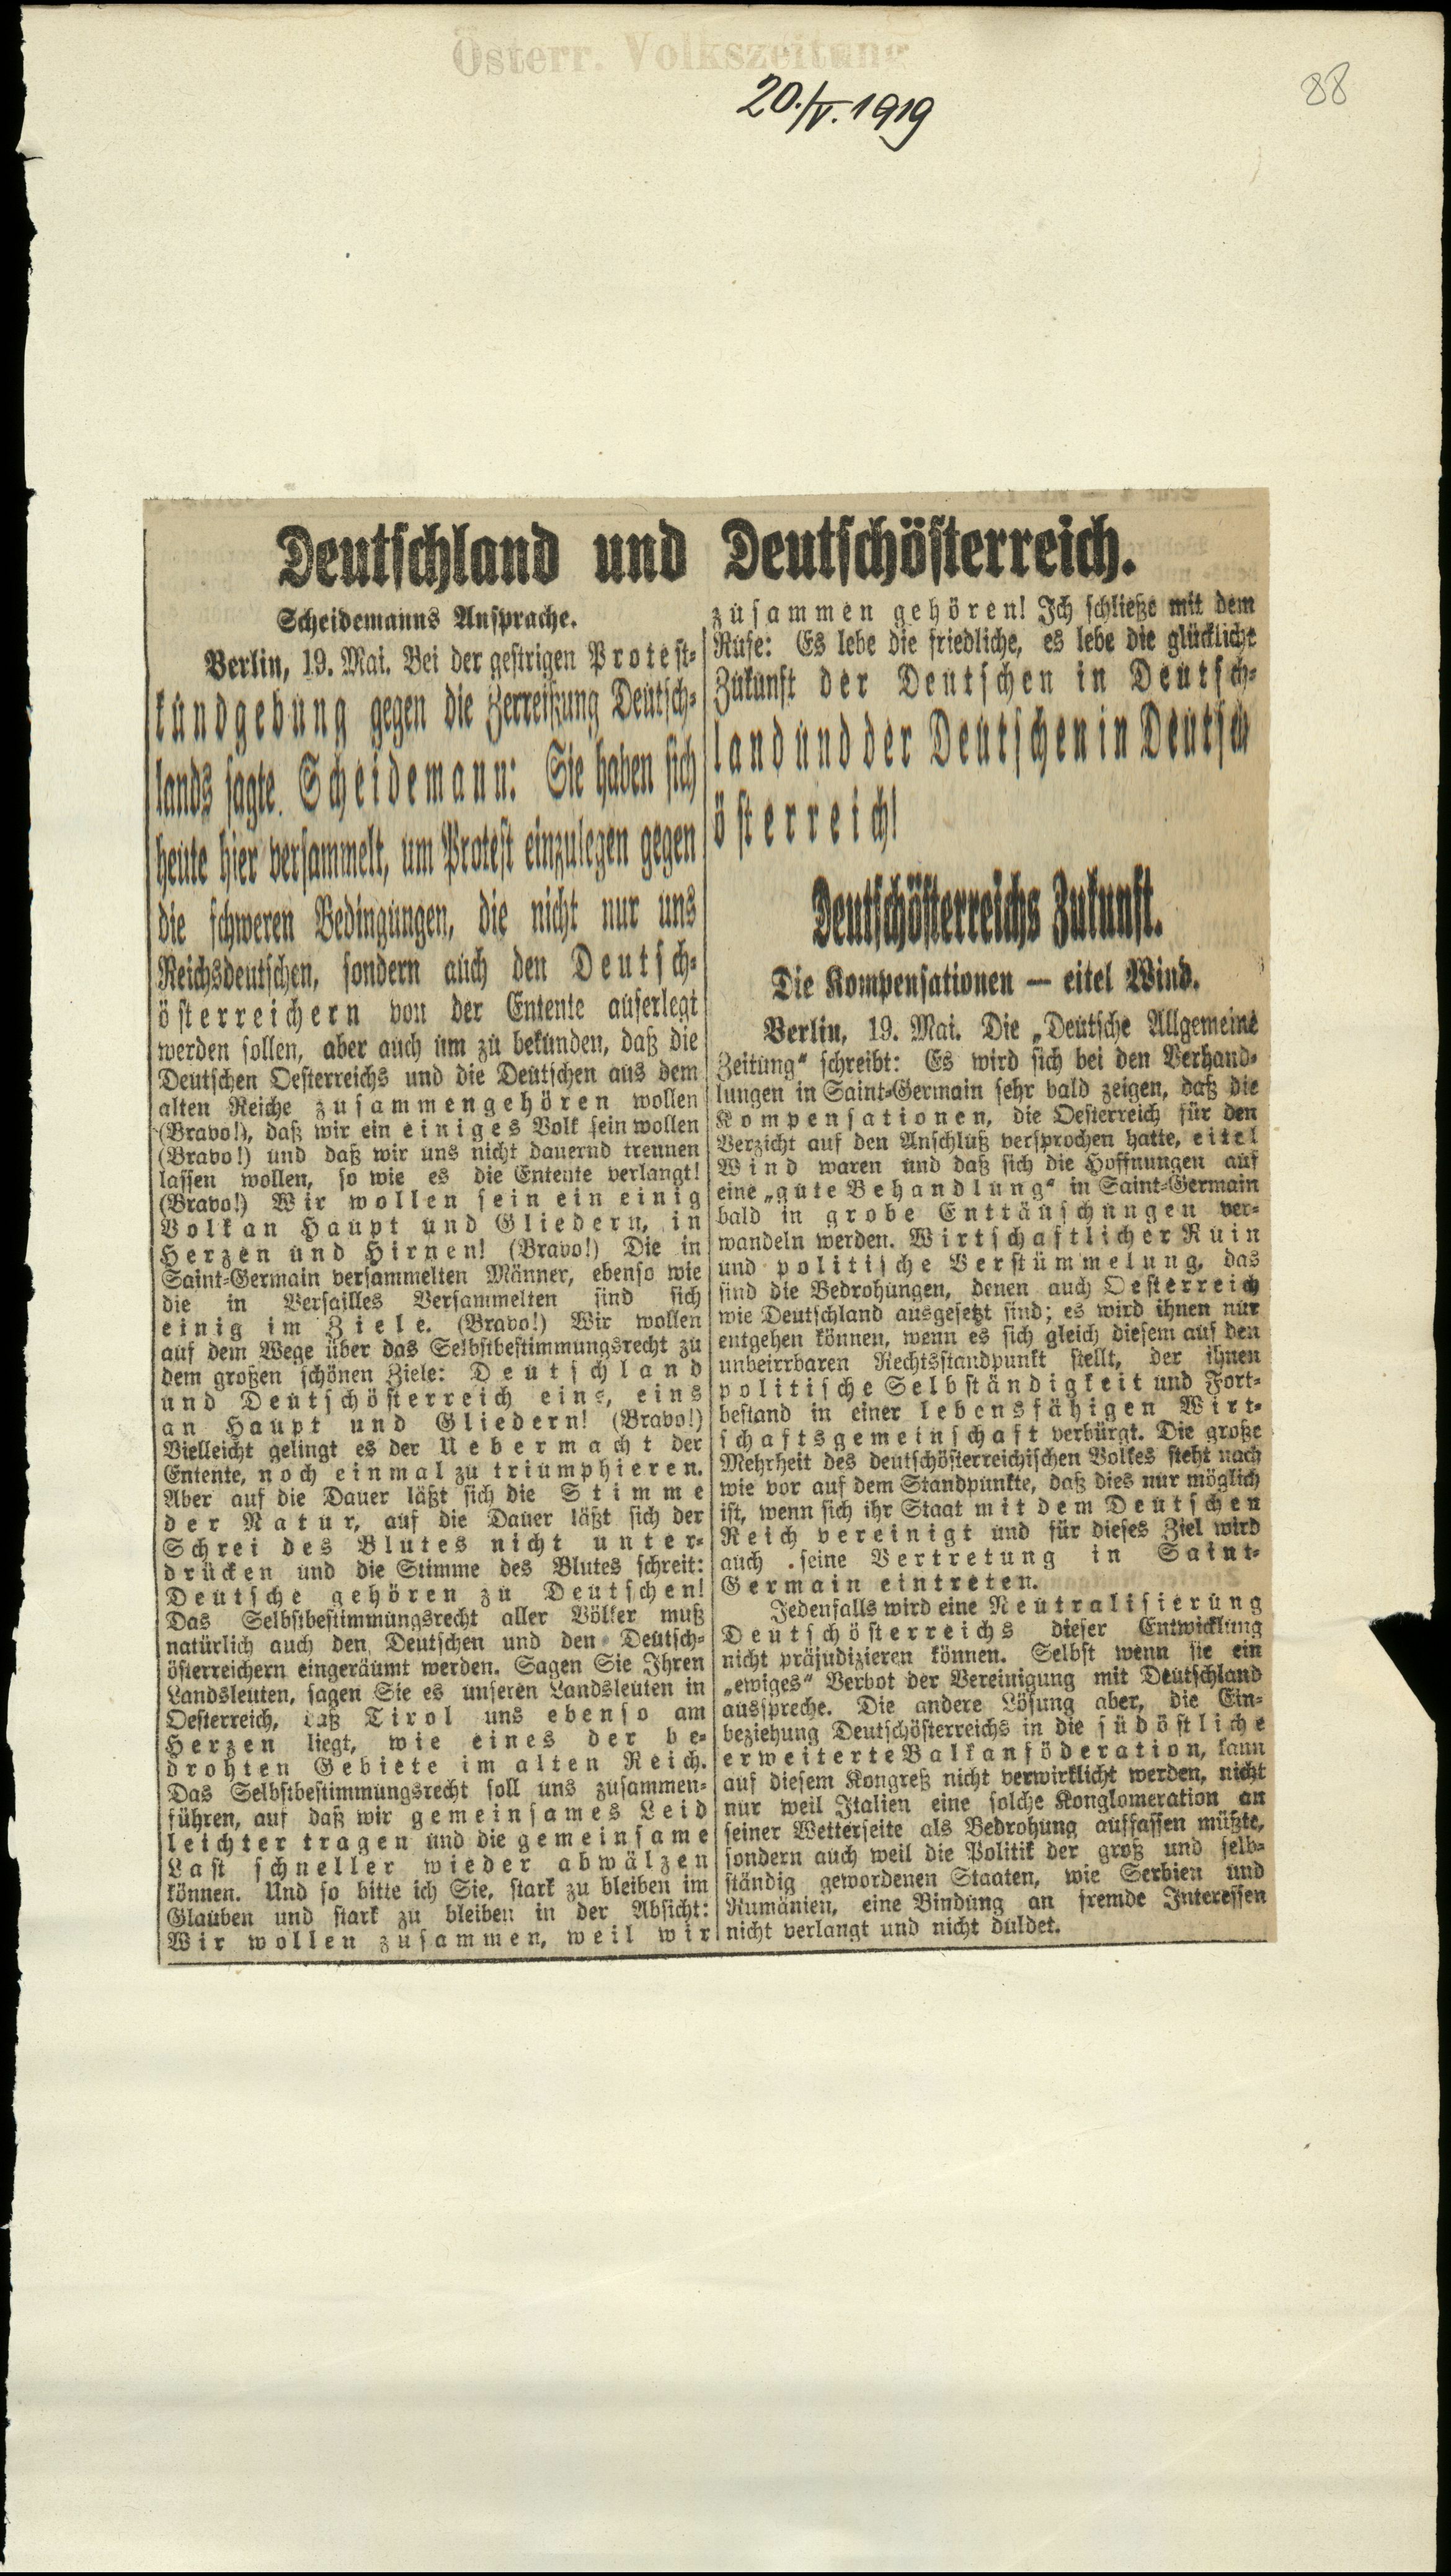 Österr. Volkszeitung
20./V. 1919
88
Deutschland und Deutschösterreich.
Scheidemanns Ansprache.
Berlin, 19. Mai. Bei der gestrigen Protest-
kundgebung gegen die Zerreißung Deutsch-
lands sagte Scheidemann: Sie haben sich
heute hier versammelt, um Protest einzulegen gegen
die schweren Bedingungen, die nicht nur uns
Reichsdeutschen, sondern auch den Deutsch-
österreichern von der Entente auferlegt
werden sollen, aber auch um zu bekunden, daß die
Deutschen Oesterreichs und die Deutschen aus dem
alten Reiche zusammengehören wollen
(Bravo!), daß wir ein einiges Volk sein wollen
(Bravo!) und daß wir uns nicht dauernd trennen
lassen wollen, so wie es die Entente verlangt!
(Bravo!) Wir wollen sein ein einig
Volk an Haupt und Gliedern, in
Herzen und Hirnen! (Bravo!) Die in
Saint-Germain versammelten Männer, ebenso wie
die in Versailles Versammelten sind sich
einig im Ziele. (Bravo!) Wir wollen
auf dem Wege über das Selbstbestimmungsrecht zu
dem großen schönen Ziele: Deutschland
und Deutschösterreich eins, eins
an Haupt und Gliedern! (Bravo!)
Vielleicht gelingt es der Uebermacht der
Entente, noch einmal zu triumphieren.
Aber auf die Dauer läßt sich die Stimme
der Natur, auf die Dauer läßt sich der
Schrei des Blutes nicht unter-
drücken und die Stimme des Blutes schreit:
Deutsche gehören zu Deutschen!
Das Selbstbestimmungsrecht aller Völker muß
natürlich auch den Deutschen und den Deutsch-
österreichern eingeräumt werden. Sagen Sie Ihren
Landsleuten, sagen Sie es unseren Landsleuten in
Oesterreich, daß Tirol uns ebenso am
Herzen liegt, wie eines der be-
drohten Gebiete im alten Reich.
Das Selbstbestimmungsrecht soll uns zusammen-
führen, auf daß wir gemeinsames Leid
leichter tragen und die gemeinsame
Last schneller wieder abwälzen
können. Und so bitte ich Sie, stark zu bleiben im
Glauben und stark zu bleiben in der Absicht:
Wir wollen zusammen, weil wir
zusammen gehören! Ich schließe mit dem
Rufe: Es lebe die friedliche, es lebe die glückliche
Zukunft der Deutschen in Deutsch-
land und der Deutschen in Deutsch
österreich!
Deutschösterreichs Zukunft.
Die Kompensationen — eitel Wind.
Berlin, 19. Mai. Die „Deutsche Allgemeine
Zeitung“ schreibt: Es wird sich bei den Verhand-
lungen in Saint-Germain sehr bald zeigen, daß die
Kompensationen, die Oesterreich für den
Verzicht auf den Anschluß versprochen hatte, eitel
Wind waren und daß sich die Hoffnungen auf
eine „gute Behandlung“ in Saint-Germain
bald in grobe Enttäuschungen ver-
wandeln werden. Wirtschaftlicher Ruin
und politische Verstümmelung, das
sind die Bedrohungen, denen auch Oesterreich
wie Deutschland ausgesetzt sind; es wird ihnen nur
entgehen können, wenn es sich gleich diesem auf den
unbeirrbaren Rechtsstandpunkt stellt, der ihnen
politische Selbständigkeit und Fort-
bestand in einer lebensfähigen Wirt-
schaftsgemeinschaft verbürgt. Die große
Mehrheit des deutschösterreichischen Volkes steht nach
wie vor auf dem Standpunkte, daß dies nur möglich
ist, wenn sich ihr Staat mit dem Deutschen
Reich vereinigt und für dieses Ziel wird
auch seine Vertretung in Saint-
Germain eintreten.
Jedenfalls wird eine Neutralisierung
Deutschösterreichs dieser Entwicklung
nicht präjudizieren können. Selbst wenn sie ein
„ewiges“ Verbot der Vereinigung mit Deutschland
ausspreche. Die andere Lösung aber, die Ein-
beziehung Deutschösterreichs in die südöstliche
erweiterte Balkanföderation, kann
auf diesem Kongreß nicht verwirklicht werden, nicht
nur weil Italien eine solche Konglomeration an
seiner Wetterseite als Bedrohung auffassen müßte,
sondern auch weil die Politik der groß und selb-
ständig gewordenen Staaten, wie Serbien und
Rumänien, eine Bindung an fremde Interessen
nicht verlangt und nicht duldet.